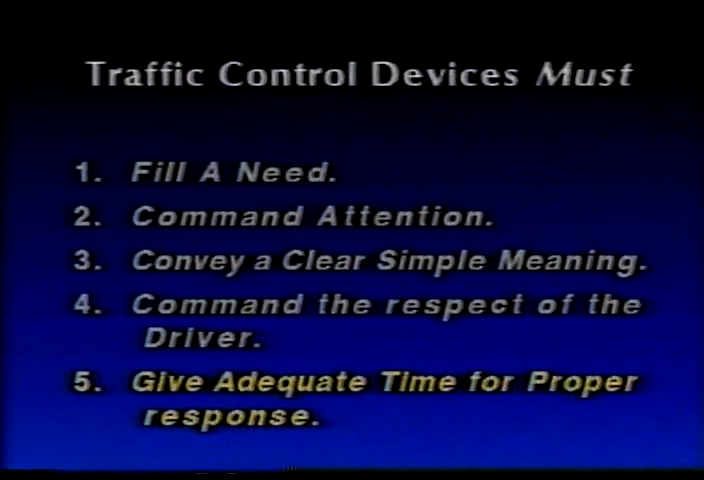 Traffic Control Devices Must
1. Fill A Need.
2. Command Attention.
3. Convey a Clear Simple Meaning.
4. Command the respect of the
Driver.
5. Give Adequate Time for Proper
response.